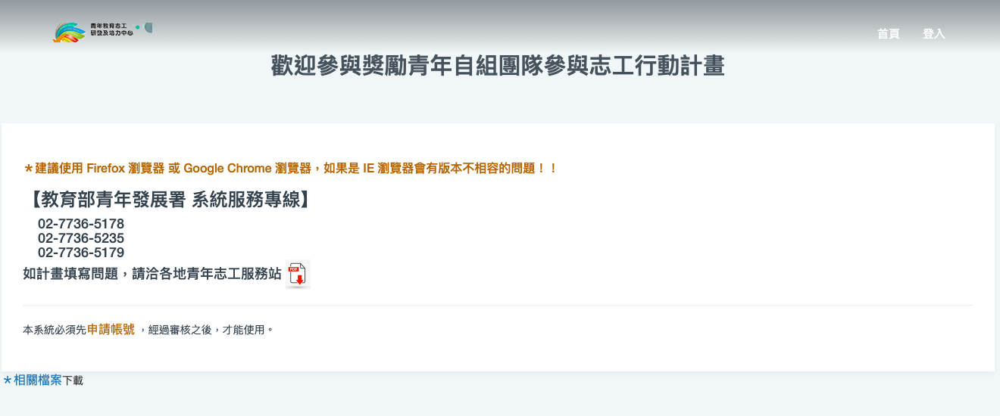 青年教育志工
研發及培力中心
首頁 登入
歡迎參與獎勵青年自組團隊參與志工行動計畫
＊建議使用 Firefox 瀏覽器 或 Google Chrome 瀏覽器，如果是 IE 瀏覽器會有版本不相容的問題！！
【教育部青年發展署 系統服務專線】
02-7736-5178
02-7736-5235
02-7736-5179
如計畫填寫問題，請洽各地青年志工服務站 PDF
本系統必須先申請帳號 ，經過審核之後，才能使用。
＊相關檔案下載